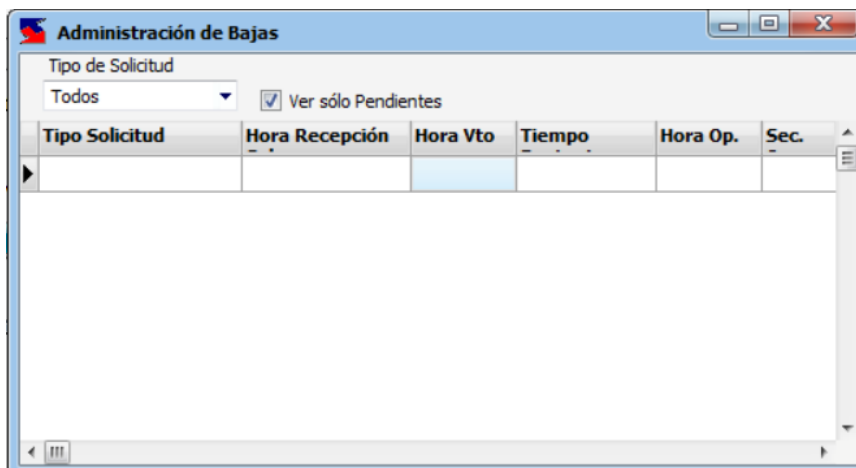 Administración de Bajas
Tipo de Solicitud
Todos
Ver sólo Pendientes
Tipo Solicitud Hora Recepción Hora Vto Tiempo Hora Op. Sec.